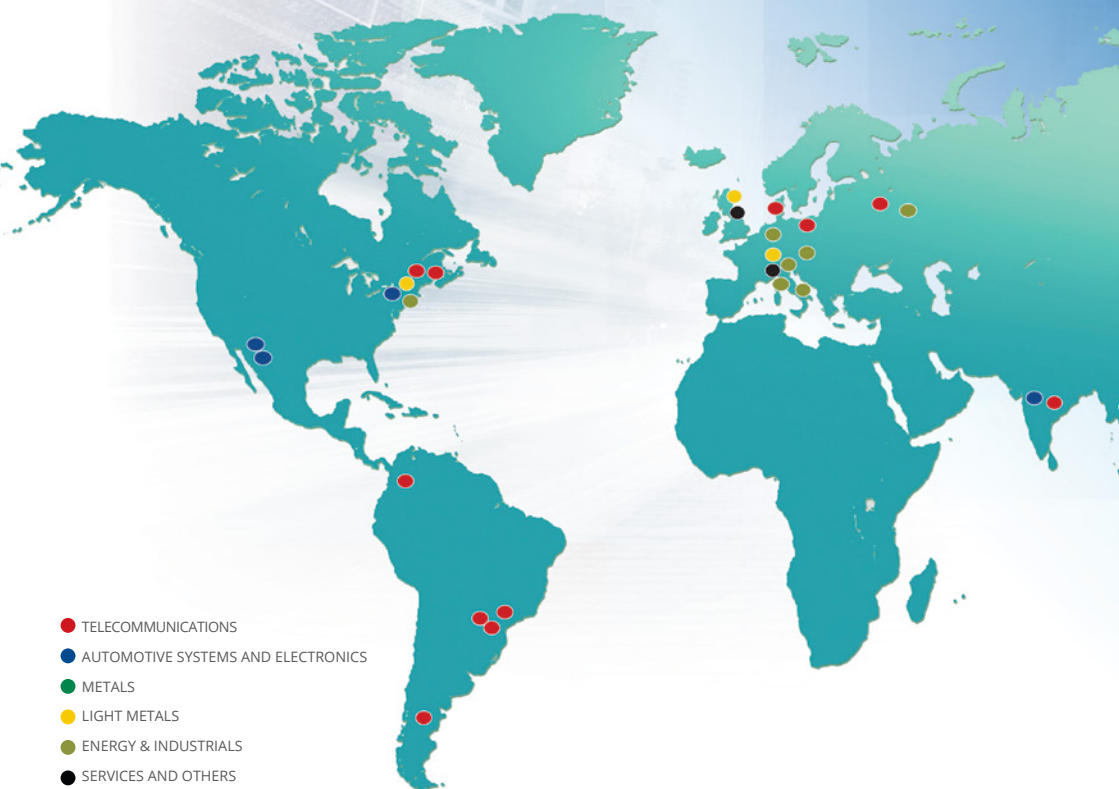 TELECOMMUNICATIONS
AUTOMOTIVE SYSTEMS AND ELECTRONICS
METALS
LIGHT METALS
ENERGY & INDUSTRIALS
SERVICES AND OTHERS